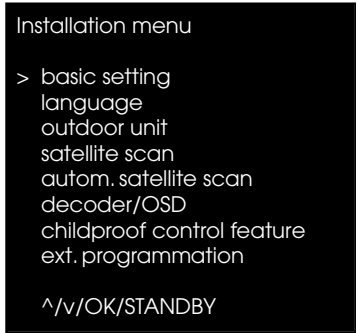 Installation menu
> basic setting
language
outdoor unit
satellite scan
autom. satellite scan
decoder/OSD
childproof control feature
ext. programmation
^/v/OK/STANDBY